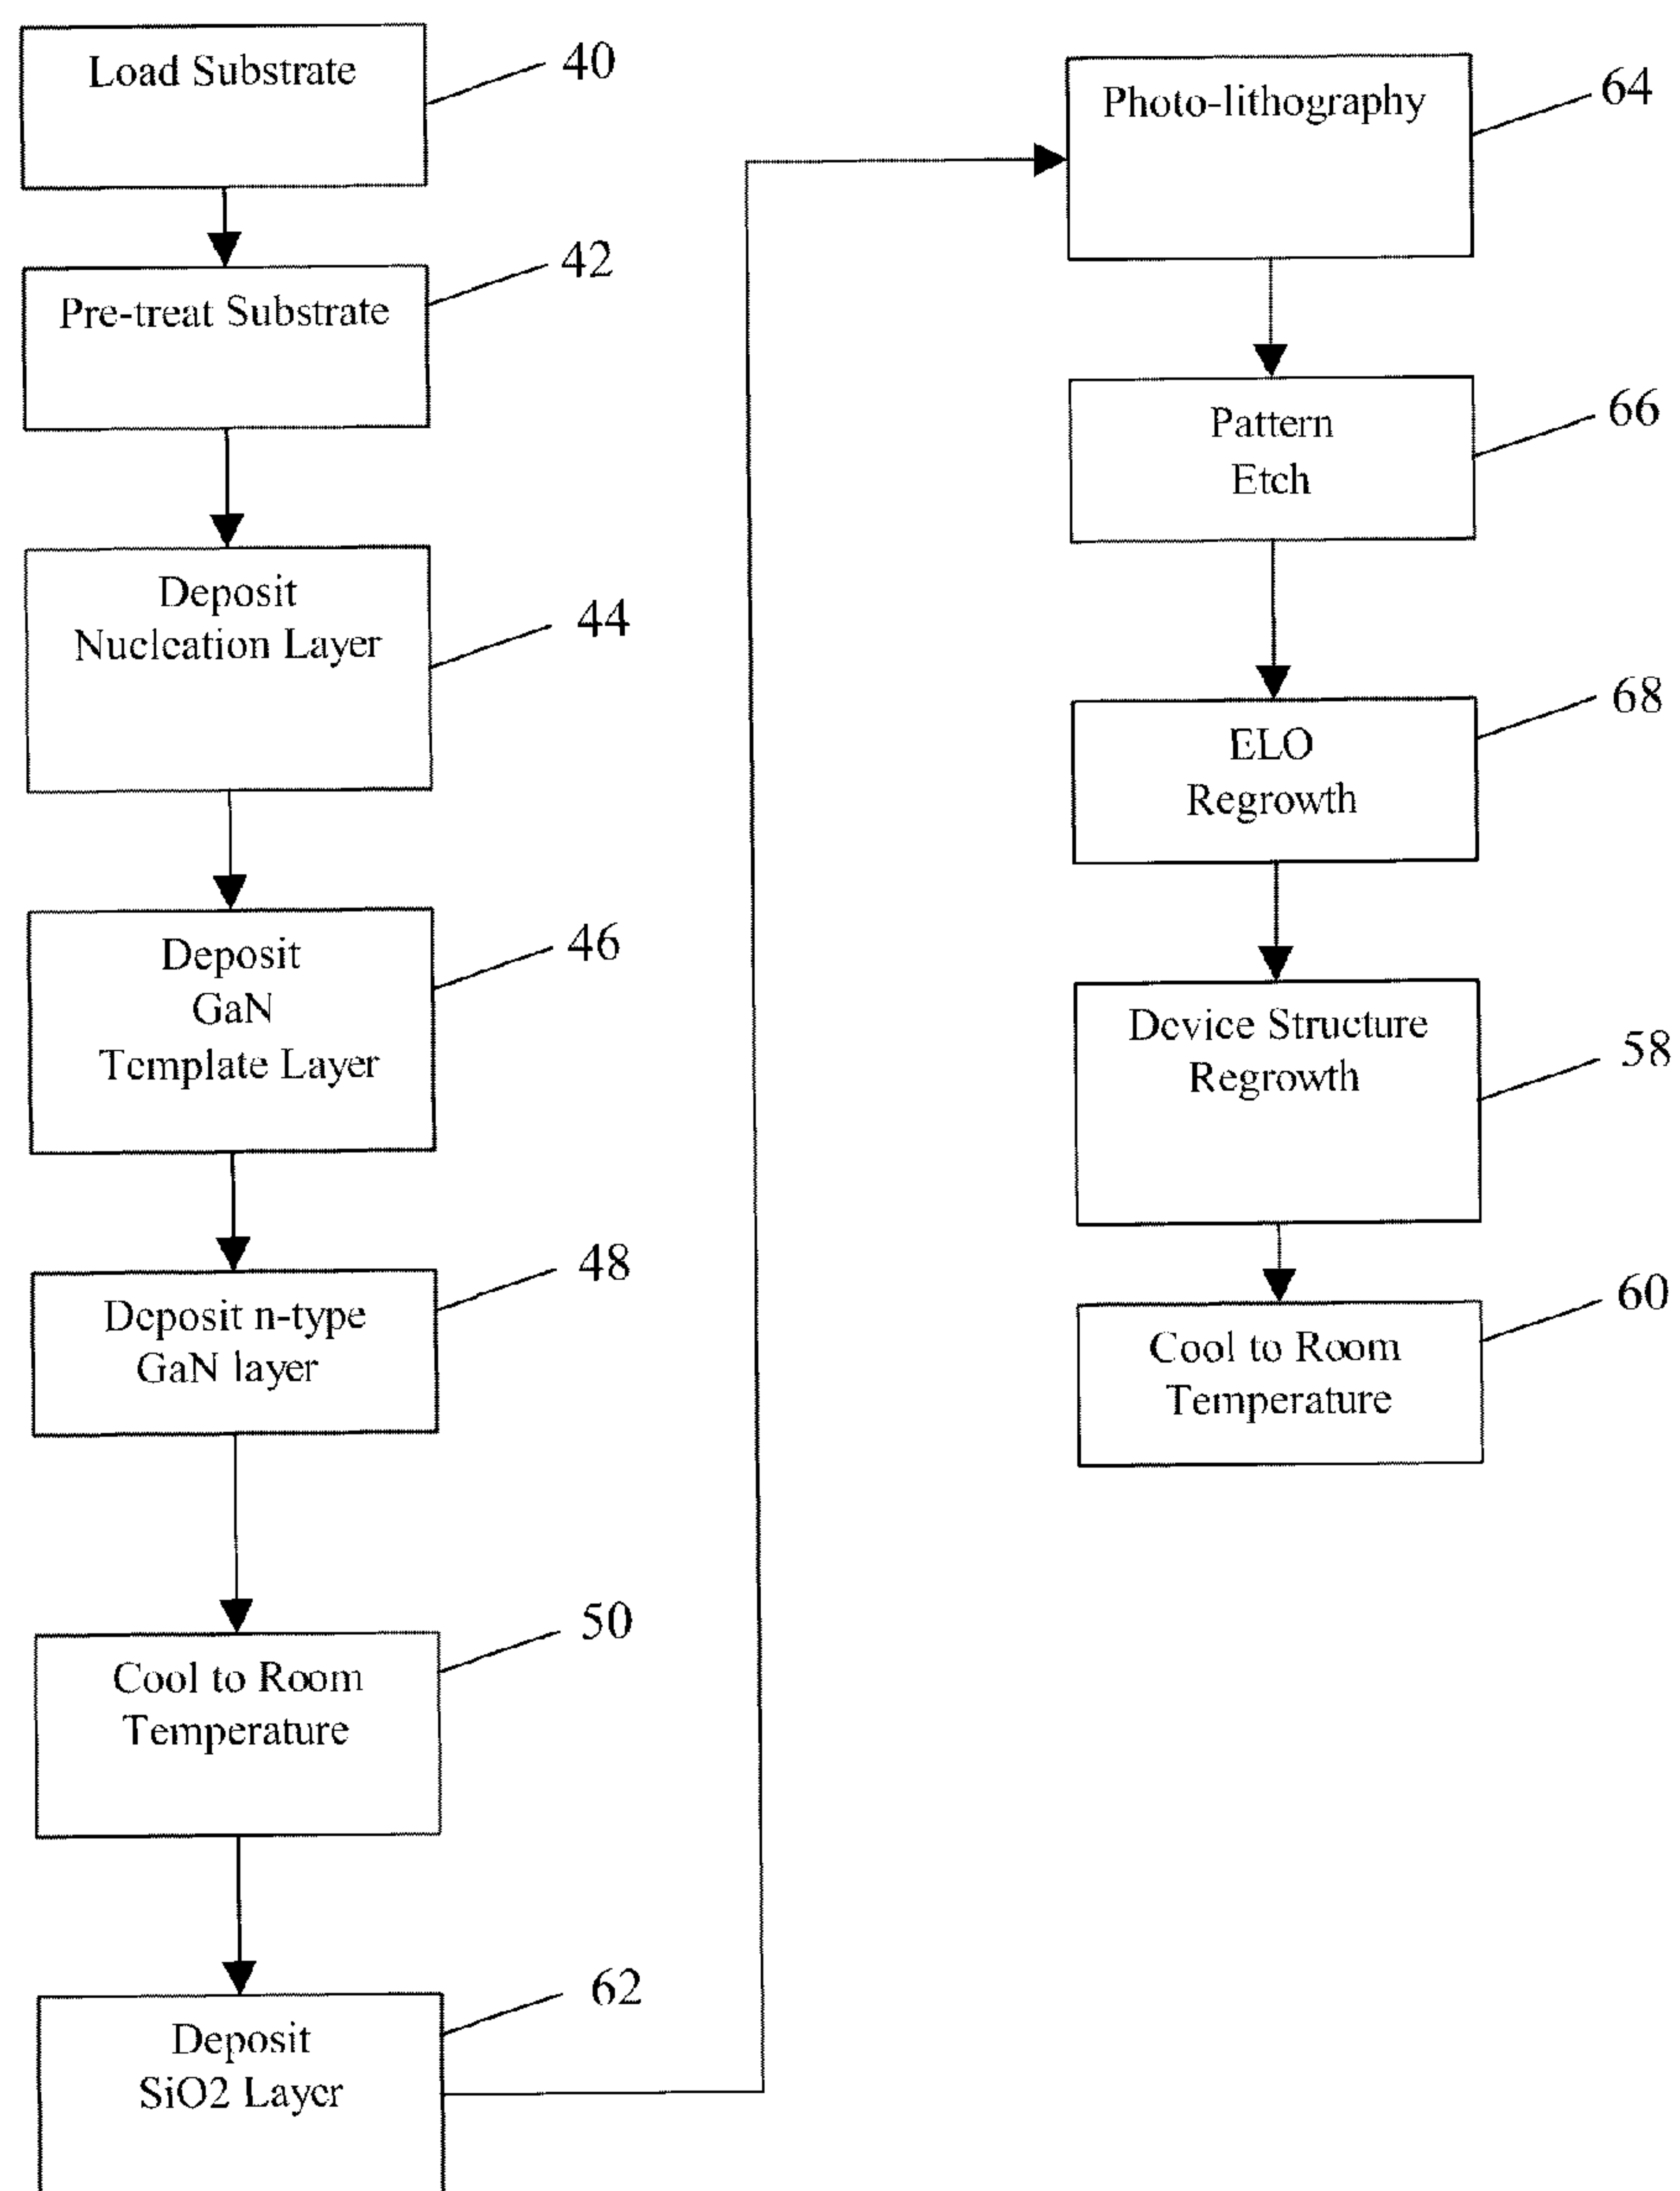 Load Substrate
40
Pre-treat Substrate
42
Deposit
Nucleation Layer
44
Deposit
GaN
Template Layer
46
Deposit n-type
GaN layer
48
Cool to Room
Temperature
50
Deposit
SiO2 Layer
62
Photo-lithography
64
Pattern
Etch
66
ELO
Regrowth
68
Device Structure
Regrowth
58
Cool to Room
Temperature
60